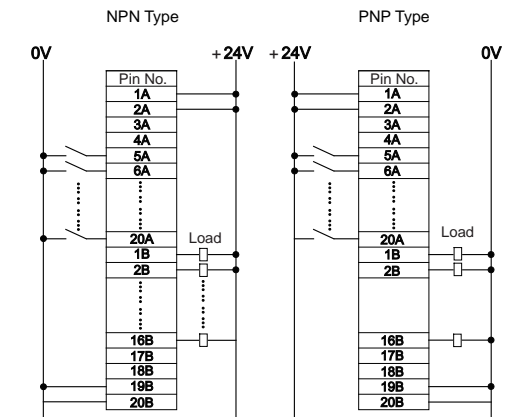 NPN Type
0V
+24V
Pin No.
1A
2A
3A
4A
5A
6A
20A
Load
1B
2B
16B
17B
18B
19B
20B
PNP Type
+24V
0V
Pin No.
1A
2A
3A
4A
5A
6A
20A
Load
1B
2B
16B
17B
18B
19B
20B